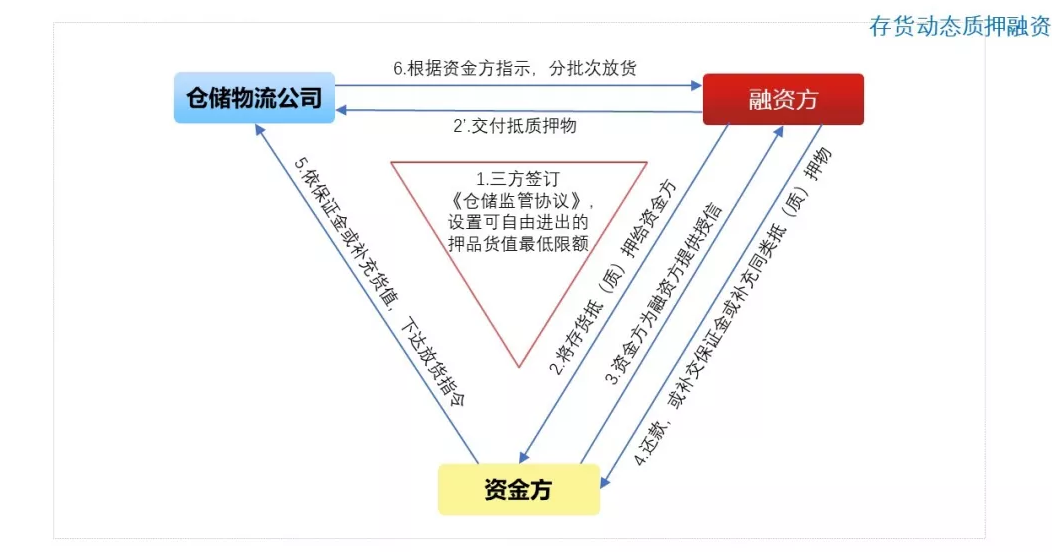 存货动态质押融资
6.根据资金方指示，分批次放货
仓储物流公司
融资方
2'.交付抵质押物
1.三方签订
《仓储监管协议》，
设置可自由进出的
押品货值最低限额
5.依保证金或补充货值，下达放货指令
2.将存货抵（质）押给资金方
3.资金方为融资方提供授信
4.还款，或补交保证金或补充同类抵（质）押物
资金方